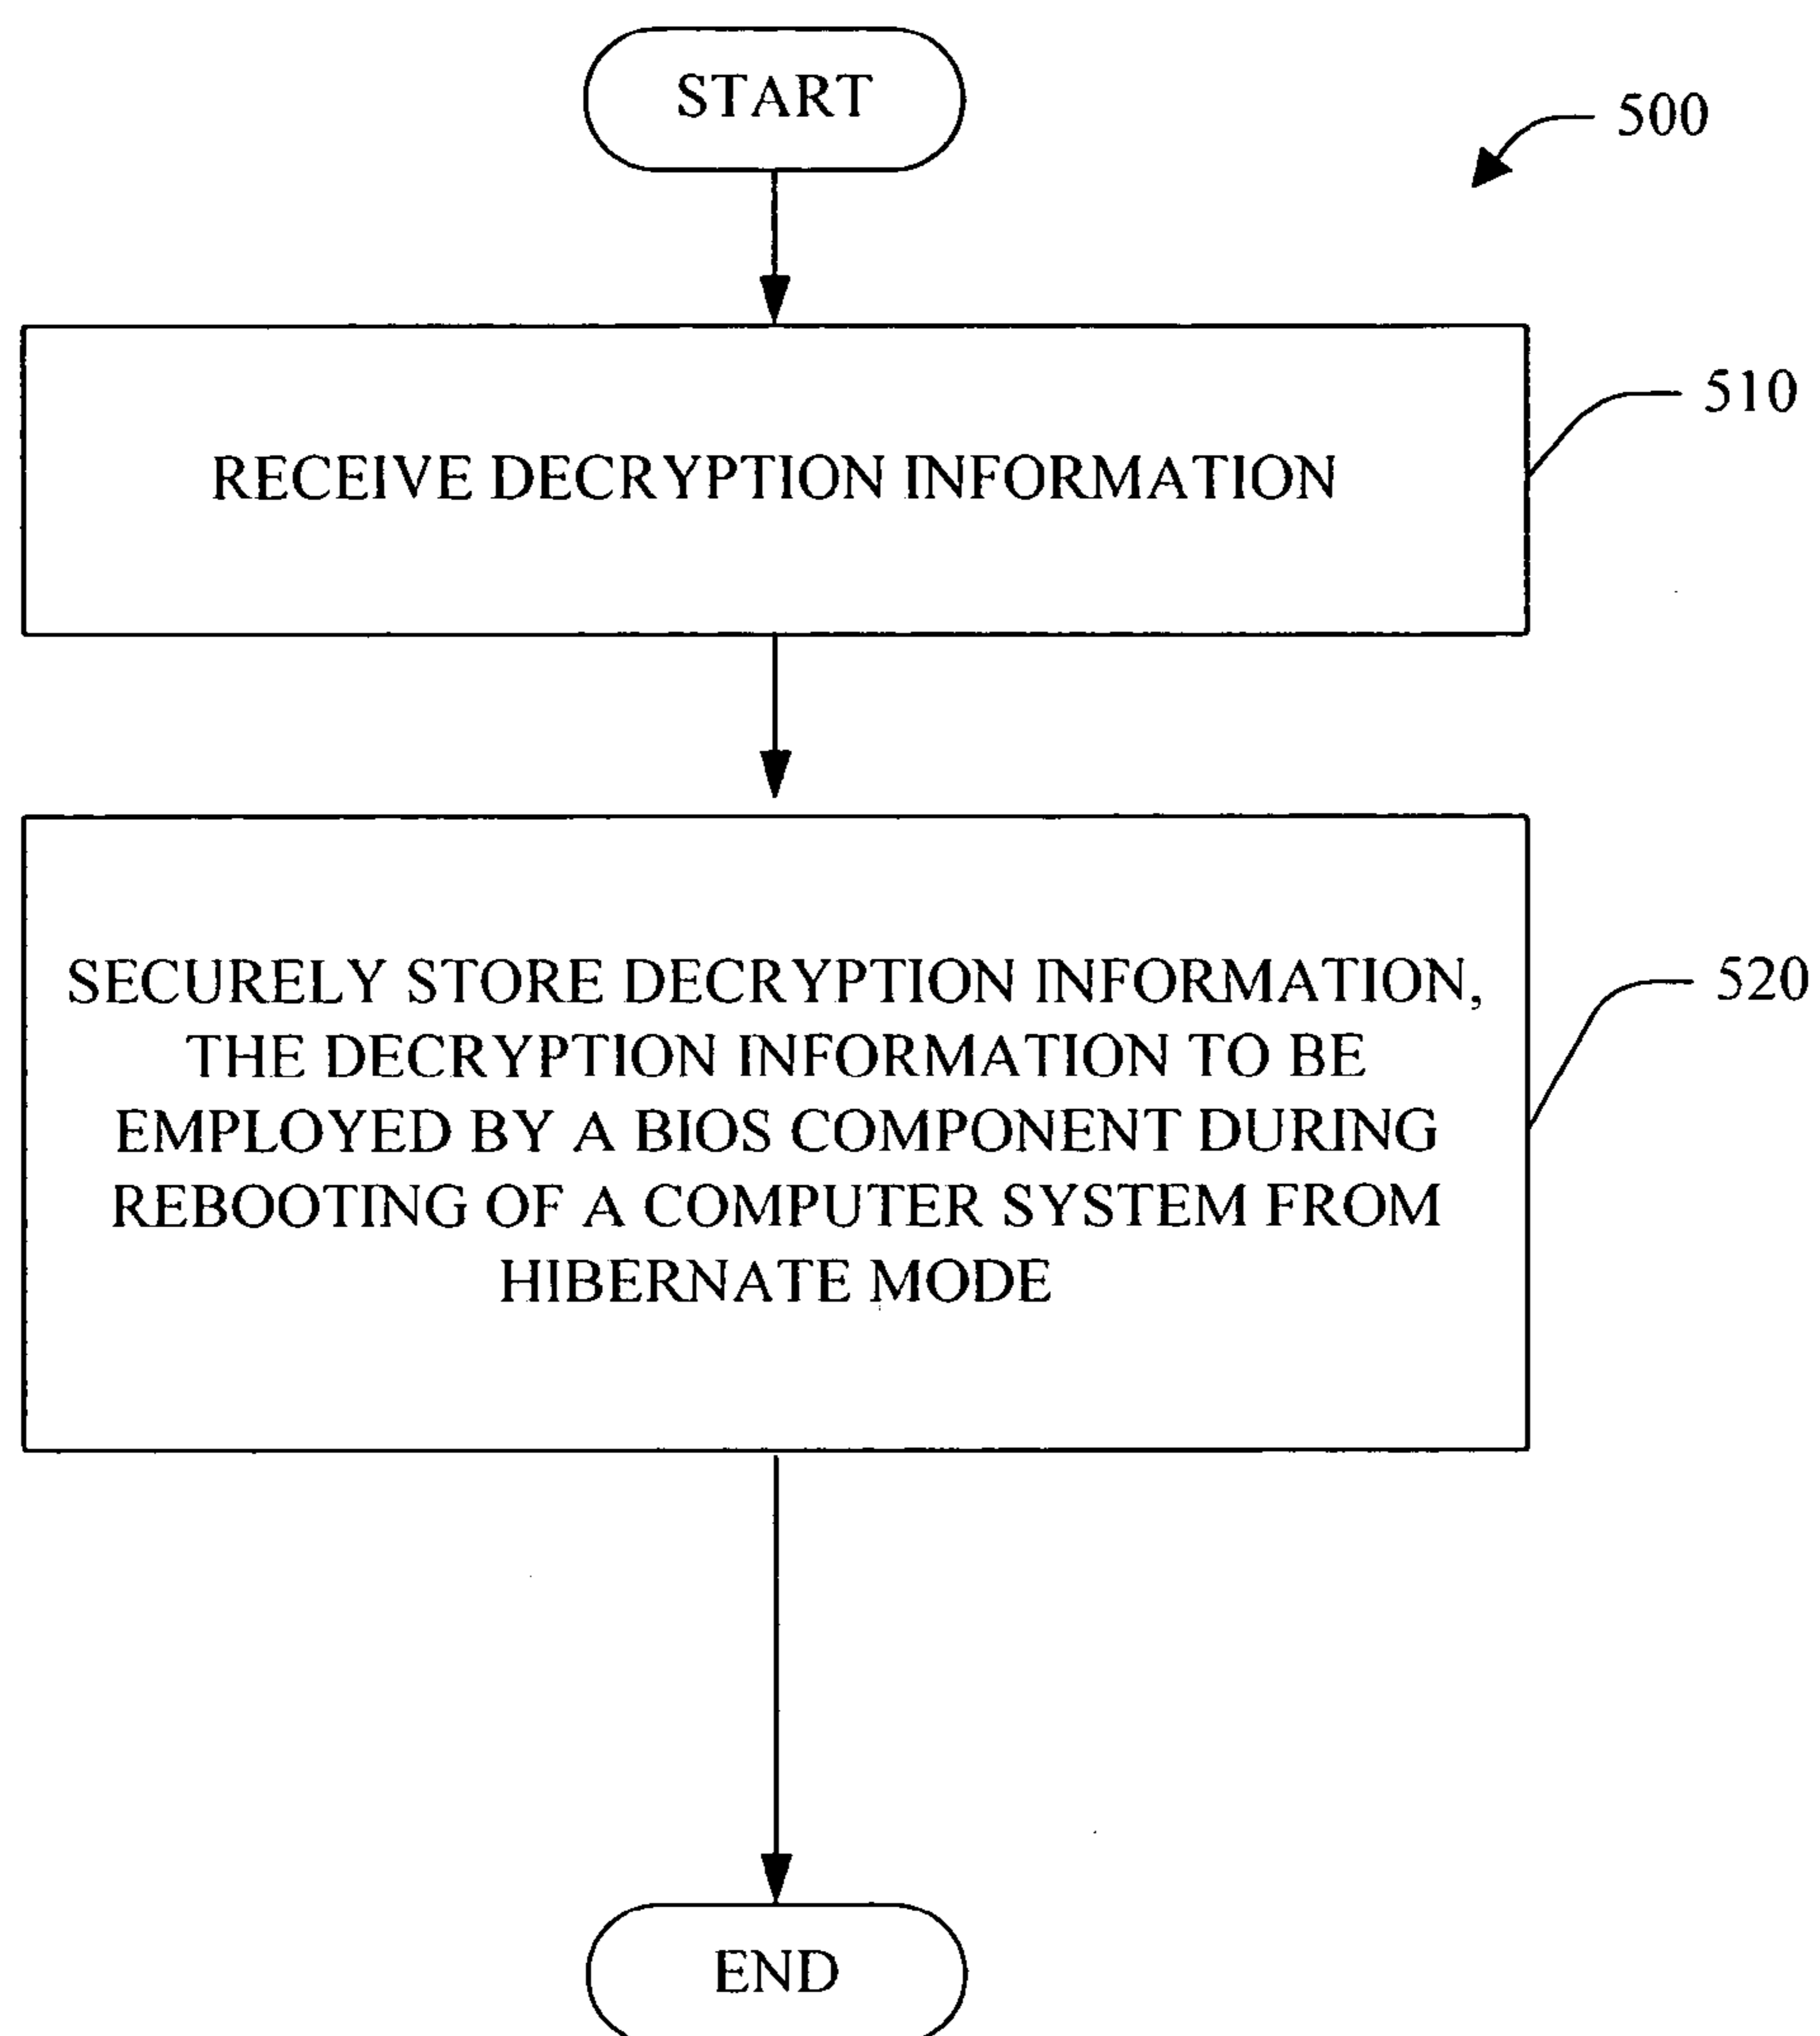 START
500
510
RECEIVE DECRYPTION INFORMATION
520
SECURELY STORE DECRYPTION INFORMATION,
THE DECRYPTION INFORMATION TO BE
EMPLOYED BY A BIOS COMPONENT DURING
REBOOTING OF A COMPUTER SYSTEM FROM
HIBERNATE MODE
END